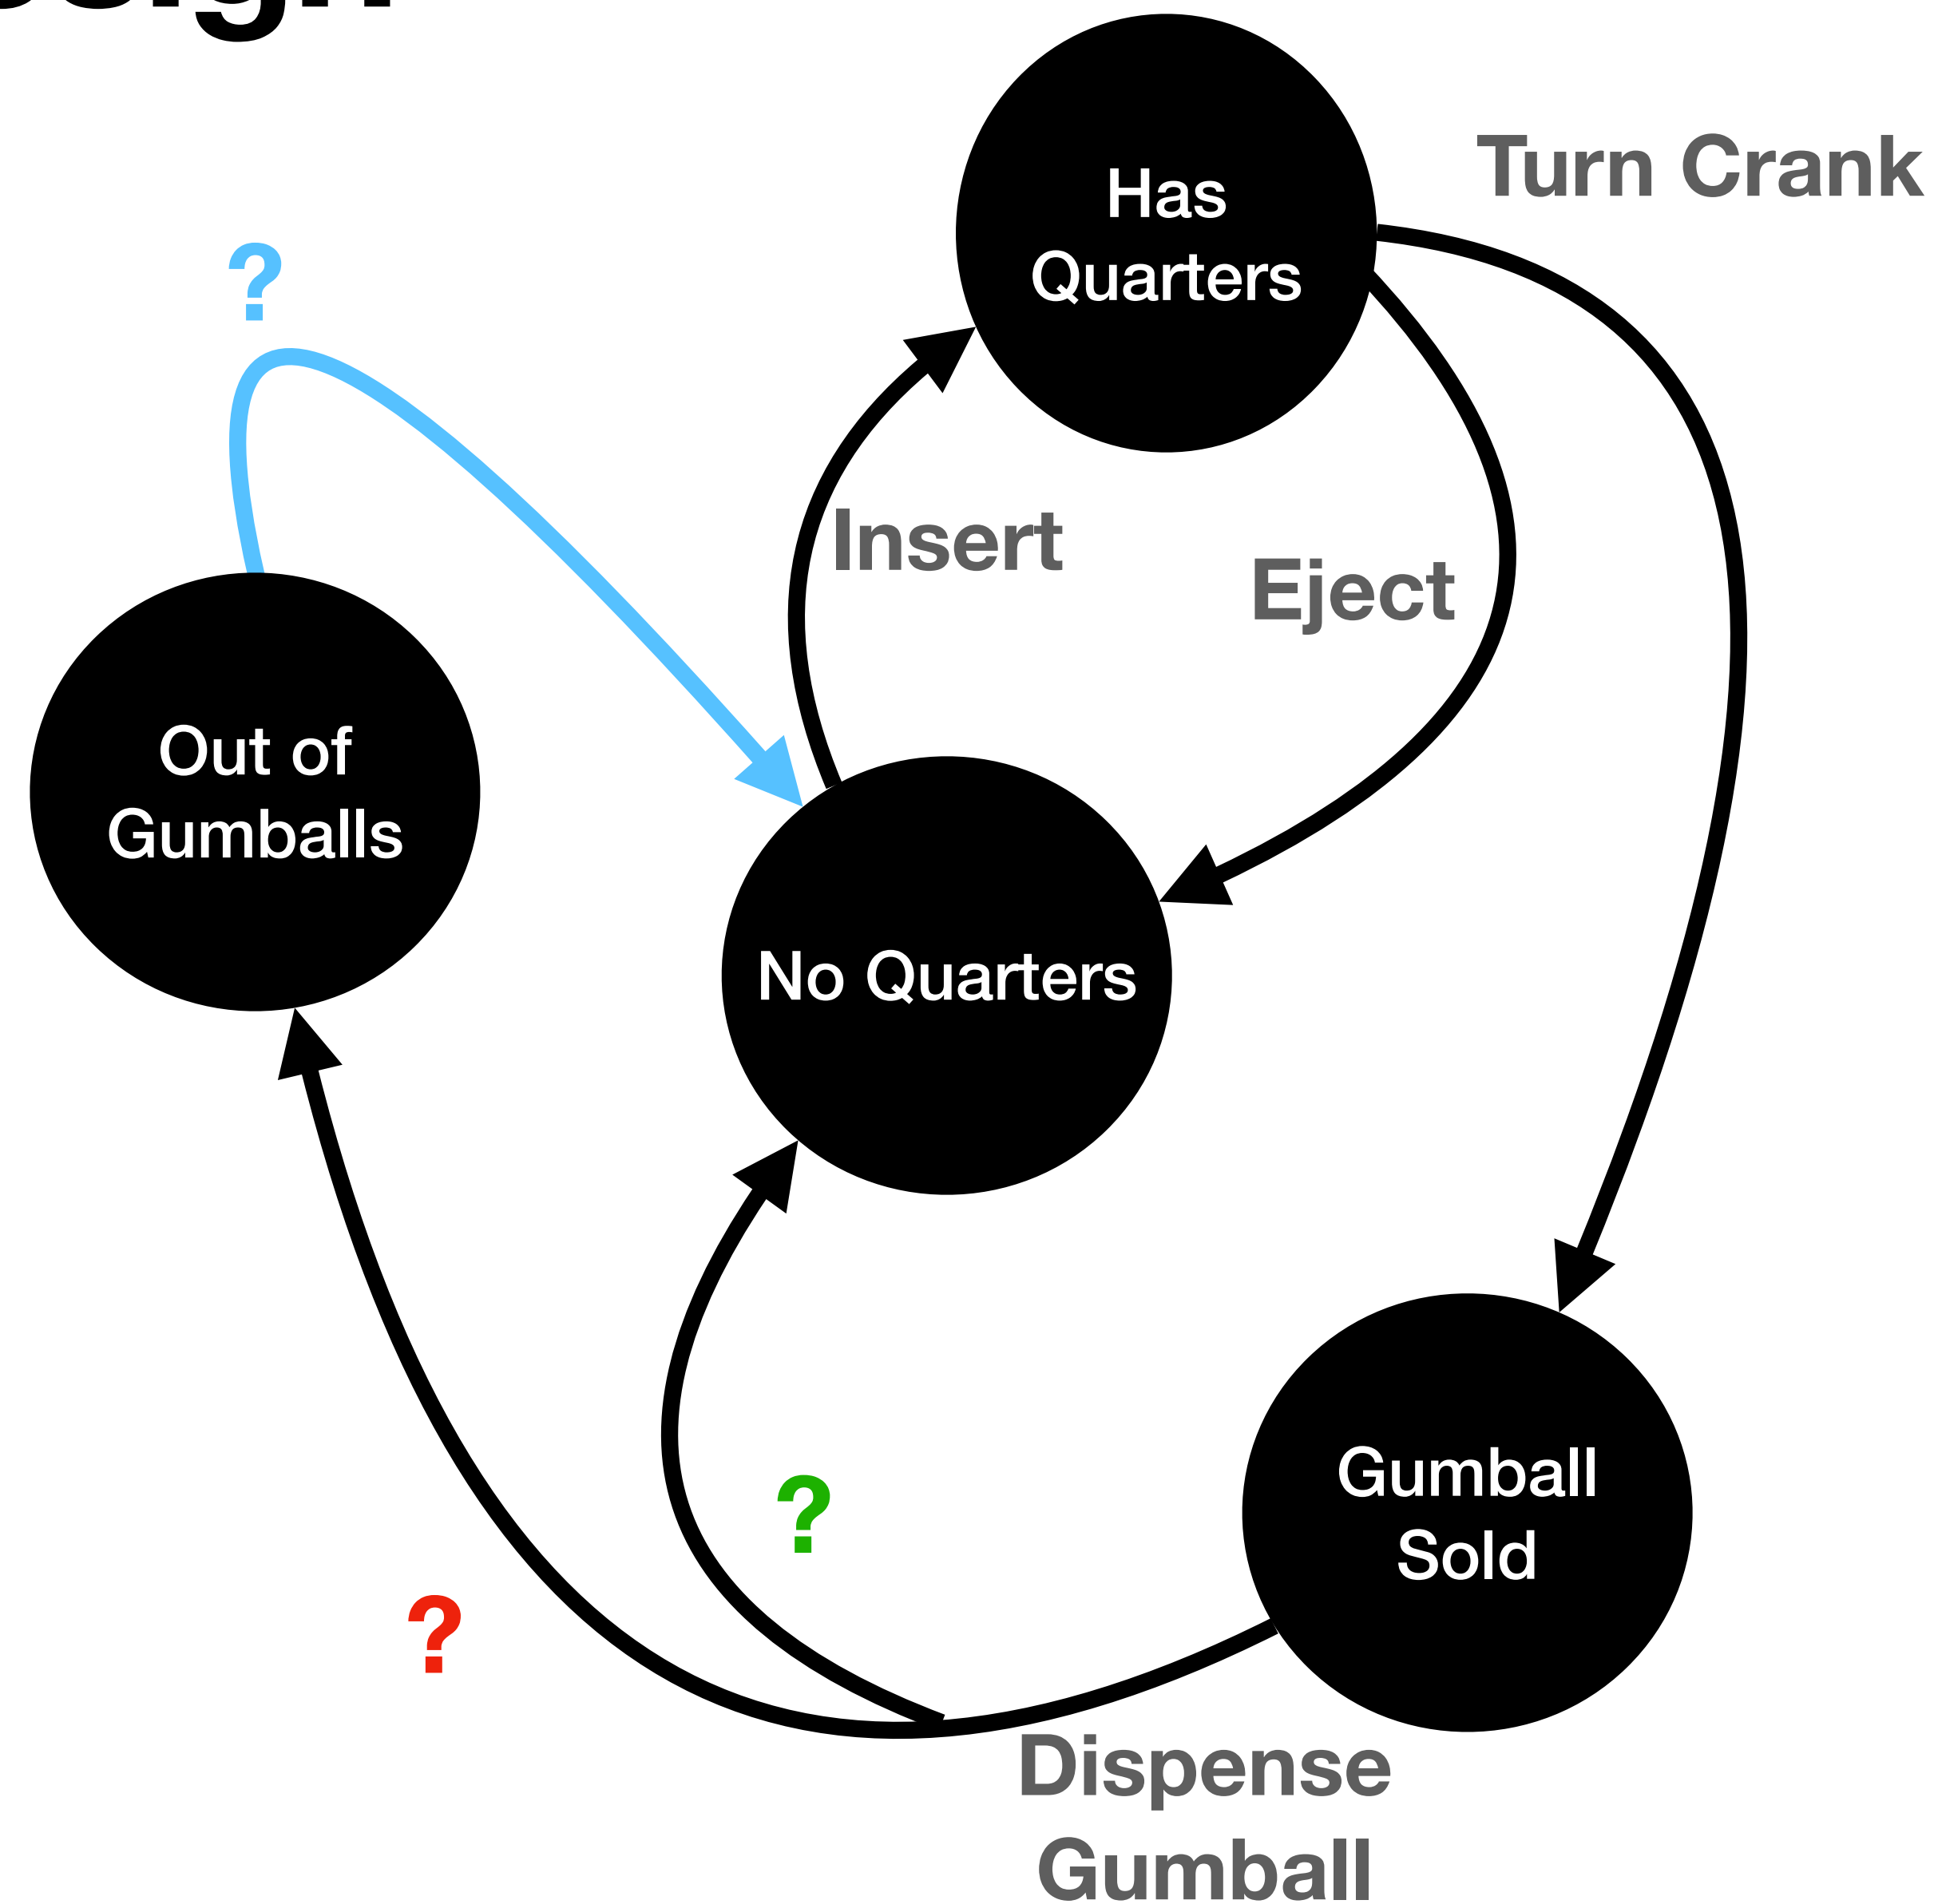 Has
Quarters
Turn Crank
?
Insert
Eject
Out of
Gumballs
No Quarters
Gumball
Sold
?
?
Dispense
Gumball